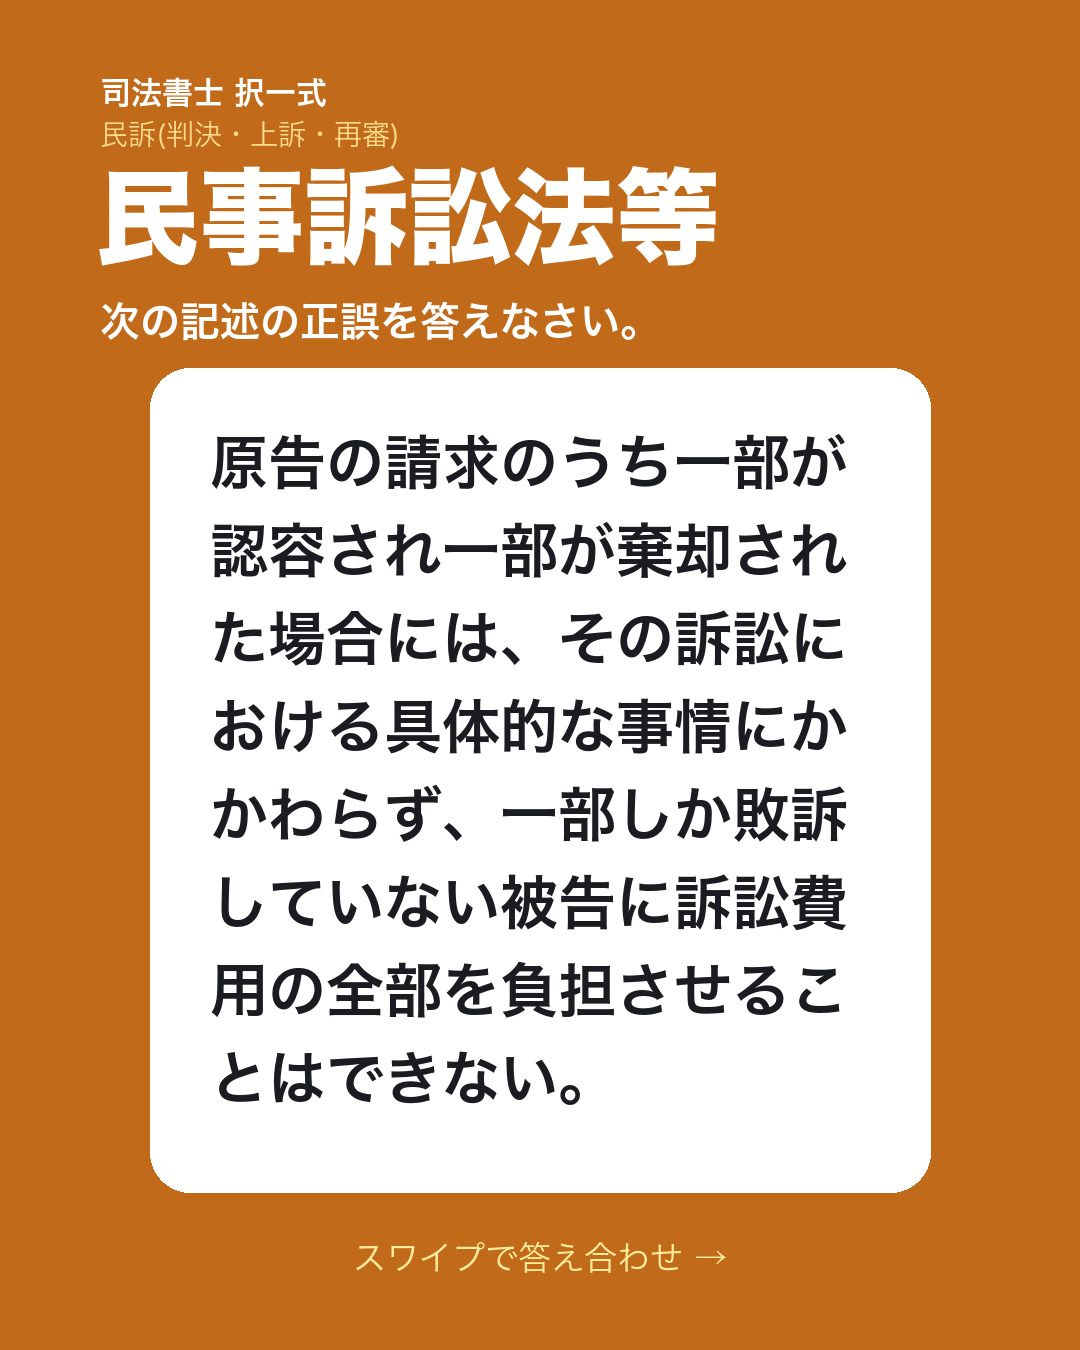 司法書士 択一式
民訴(判決・上訴・再審)
民事訴訟法等
次の記述の正誤を答えなさい。
原告の請求のうち一部が
認容され一部が棄却され
た場合には、その訴訟に
おける具体的な事情にか
かわらず、一部しか敗訴
していない被告に訴訟費
用の全部を負担させるこ
とはできない。
スワイプで答え合わせ →